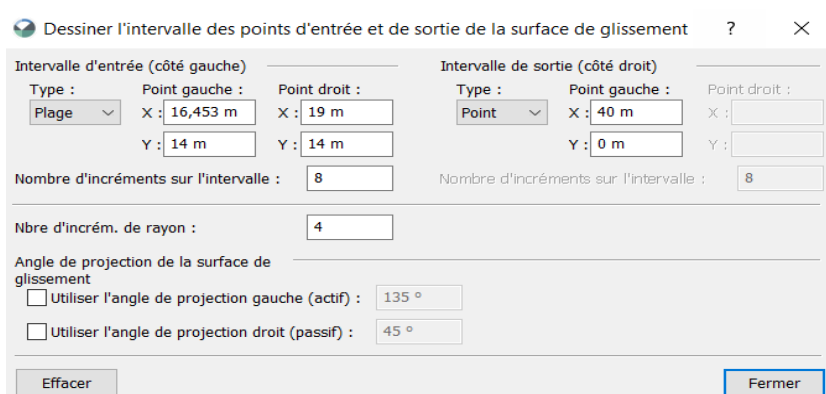 Dessiner l'intervalle des points d'entrée et de sortie de la surface de glissement ?
Intervalle d'entrée (côté gauche)
Type : Point gauche : Point droit :
Plage X : 16,453 m X : 19 m
Y : 14 m Y : 14 m
Nombre d'incréments sur l'intervalle : 8
Intervalle de sortie (côté droit)
Type : Point gauche : Point droit :
Point X : 40 m X :
Y : 0 m Y :
Nombre d'incréments sur l'intervalle : 8
Nbre d'incrém. de rayon : 4
Angle de projection de la surface de
glissement
Utiliser l'angle de projection gauche (actif) : 135 º
Utiliser l'angle de projection droit (passif) : 45 º
Effacer Fermer